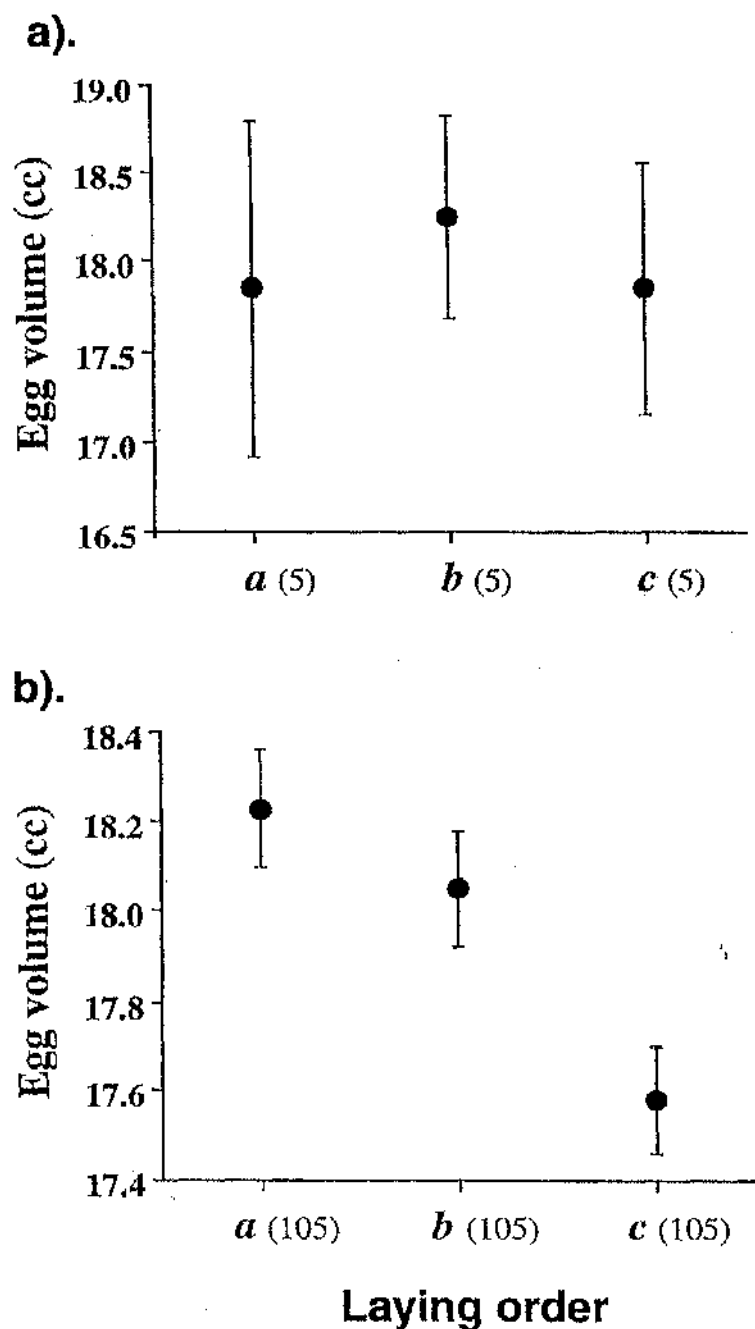 a).
19.0
18.5
18.0
17.5
17.0
16.5
Egg volume (cc)
a (5) b (5) c (5)
b).
18.4
18.2
18.0
17.8
17.6
17.4
Egg volume (cc)
a (105) b (105) c (105)
Laying order